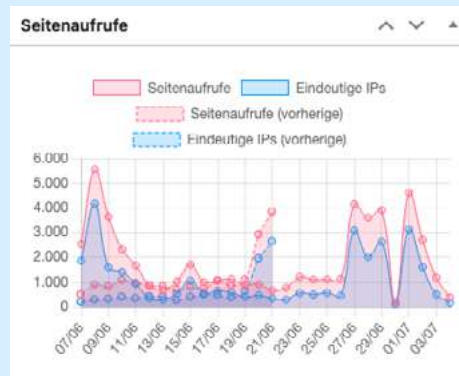 Seitenaufrufe
Seitenaufrufe Eindeutige IPs
Seitenaufrufe (vorherige)
Eindeutige IPs (vorherige)
6.000
5.000
4.000
3.000
2.000
1.000
0
07/06 09/06 11/06 13/06 15/06 17/06 19/06 21/06 23/06 25/06 27/06 29/06 01/07 03/07